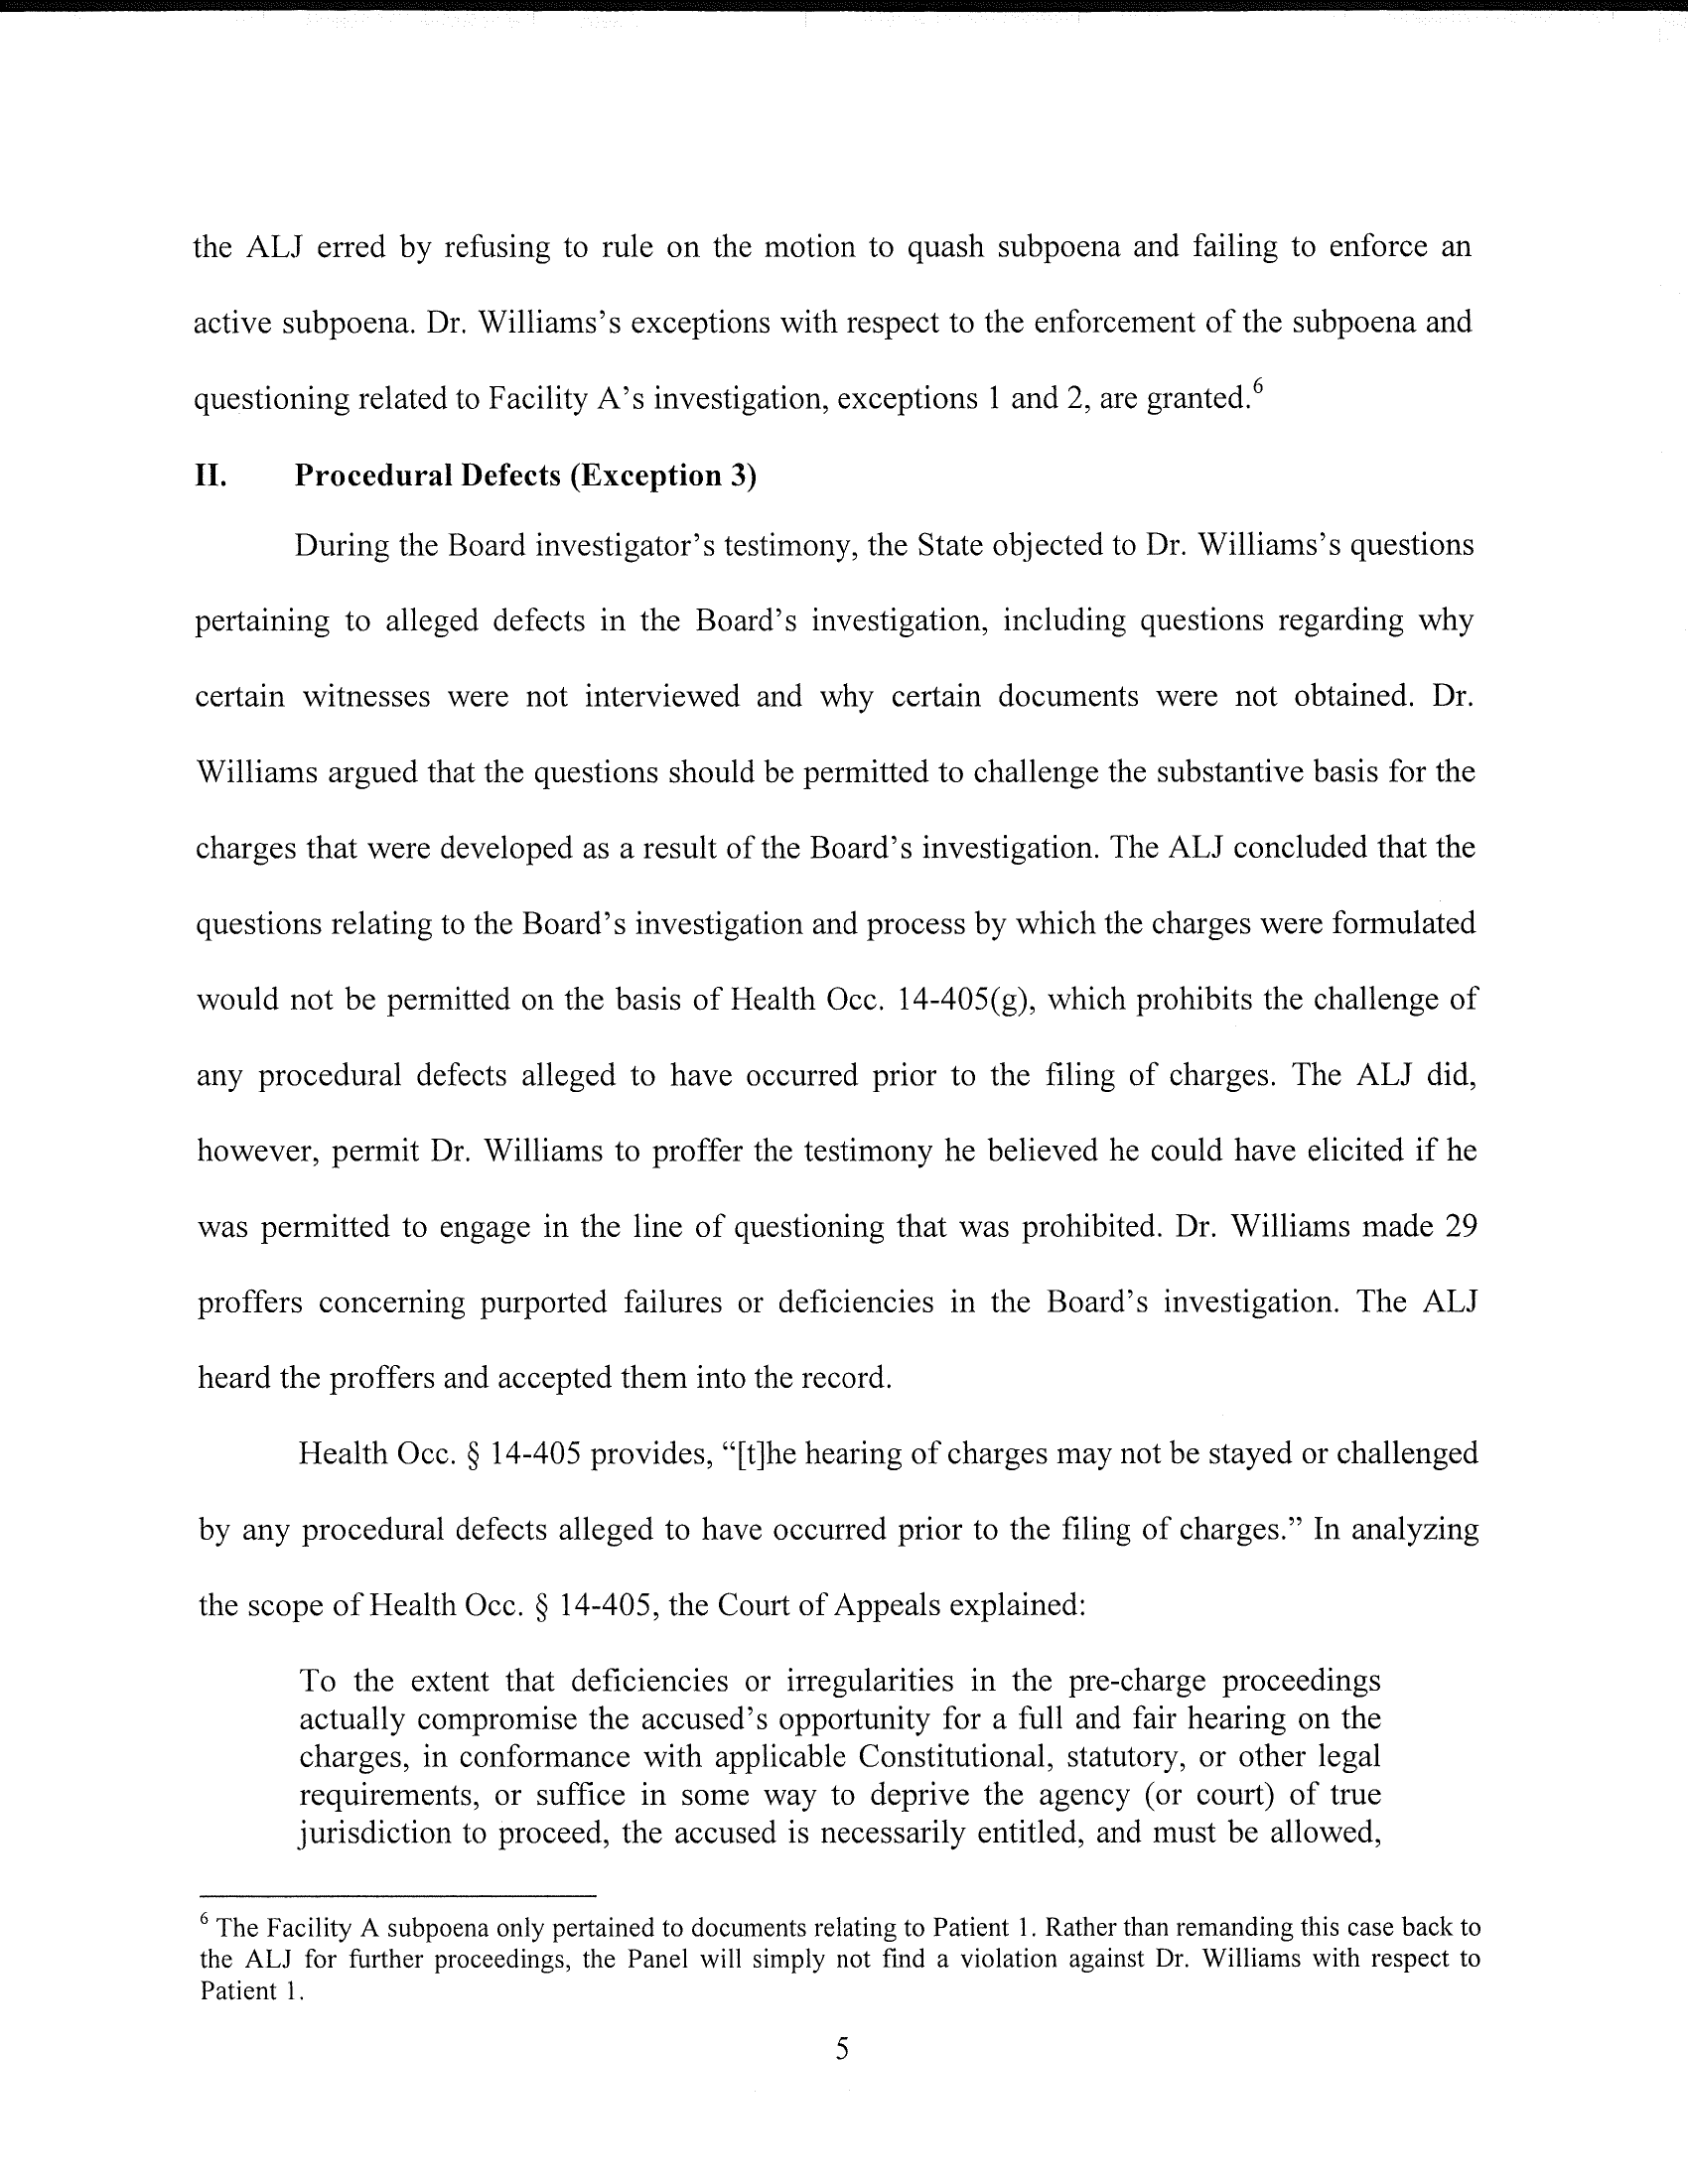 the ALJ erred by refusing to rule on the motion to quash subpoena and failing to enforce an
active subpoena. Dr. Williams’s exceptions with respect to the enforcement of the subpoena and
questioning related to Facility A’s investigation, exceptions 1 and 2, are granted.6
II. Procedural Defects (Exception 3)
During the Board investigator’s testimony, the State objected to Dr. Williams’s questions
pertaining to alleged defects in the Board’s investigation, including questions regarding why
certain witnesses were not interviewed and why certain documents were not obtained. Dr.
Williams argued that the questions should be permitted to challenge the substantive basis for the
charges that were developed as a result of the Board’s investigation. The ALJ concluded that the
questions relating to the Board’s investigation and process by which the charges were formulated
would not be permitted on the basis of Health Occ. 14-405(g), which prohibits the challenge of
any procedural defects alleged to have occurred prior to the filing of charges. The ALJ did,
however, permit Dr. Williams to proffer the testimony he believed he could have elicited if he
was permitted to engage in the line of questioning that was prohibited. Dr. Williams made 29
proffers concerning purported failures or deficiencies in the Board’s investigation. The ALJ
heard the proffers and accepted them into the record.
Health Occ. § 14-405 provides, “[t]he hearing of charges may not be stayed or challenged
by any procedural defects alleged to have occurred prior to the filing of charges.” In analyzing
the scope of Health Occ. § 14-405, the Court of Appeals explained:
To the extent that deficiencies or irregularities in the pre-charge proceedings
actually compromise the accused’s opportunity for a full and fair hearing on the
charges, in conformance with applicable Constitutional, statutory, or other legal
requirements, or suffice in some way to deprive the agency (or court) of true
jurisdiction to proceed, the accused is necessarily entitled, and must be allowed,
6 The Facility A subpoena only pertained to documents relating to Patient 1. Rather than remanding this case back to
the ALJ for further proceedings, the Panel will simply not find a violation against Dr. Williams with respect to
Patient 1.
5